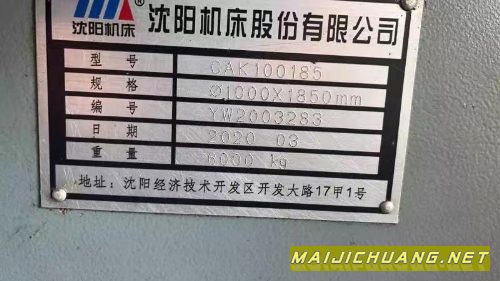 沈阳机床 沈阳机床股份有限公司
型号 CAK100185
规格 Ø1000X1850mm
编号 YW2003283
日期 2020 03
重量 6000 kg
地址：沈阳经济技术开发区开发大路17甲1号
MAIJICHUANG.NET